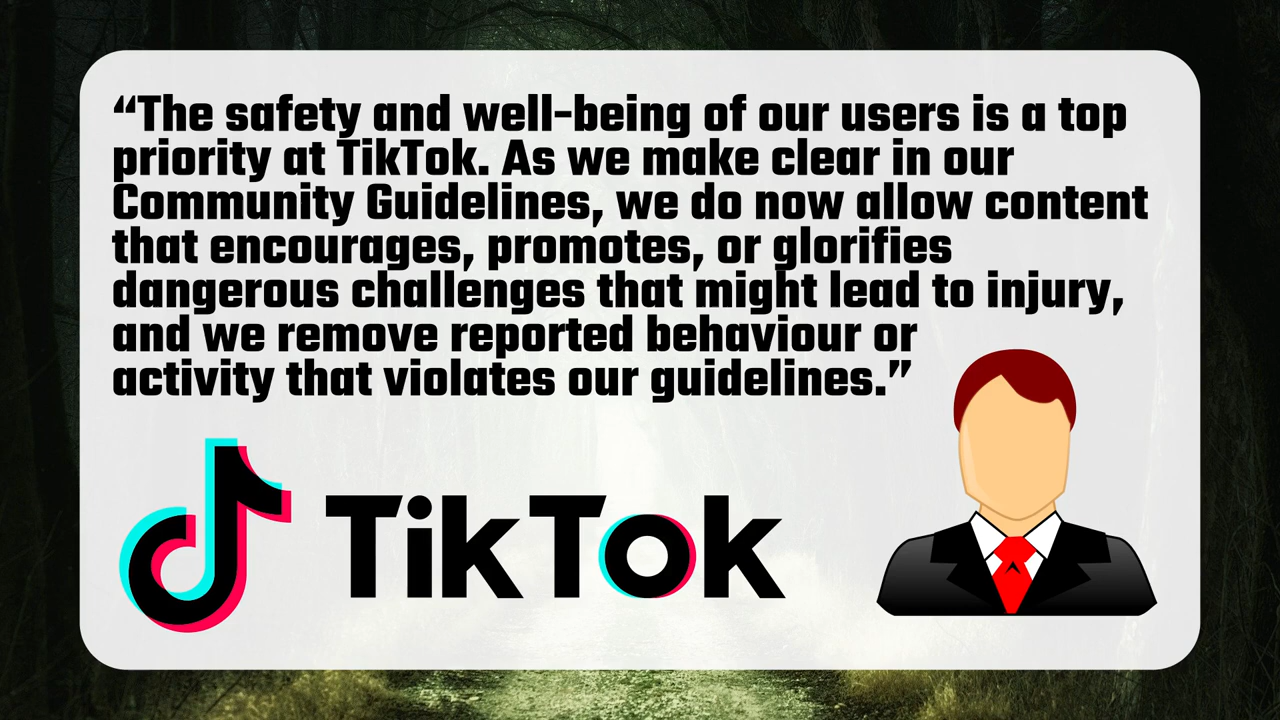 “The safety and well-being of our users is a top
priority at TikTok. As we make clear in our
Community Guidelines, we do now allow content
that encourages, promotes, or glorifies
dangerous challenges that might lead to injury,
and we remove reported behaviour or
activity that violates our guidelines.”
TikTok